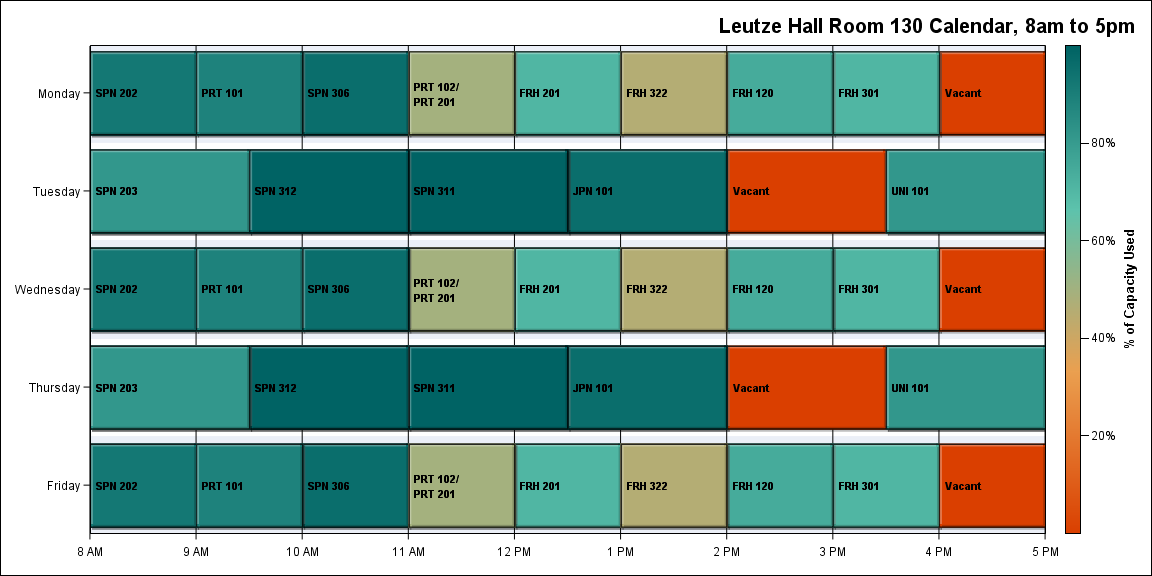 Leutze Hall Room 130 Calendar, 8am to 5pm
Monday
SPN 202
PRT 101
SPN 306
PRT 102/
PRT 201
FRH 201
FRH 322
FRH 120
FRH 301
Vacant
Tuesday
SPN 203
SPN 312
SPN 311
JPN 101
Vacant
UNI 101
Wednesday
SPN 202
PRT 101
SPN 306
PRT 102/
PRT 201
FRH 201
FRH 322
FRH 120
FRH 301
Vacant
Thursday
SPN 203
SPN 312
SPN 311
JPN 101
Vacant
UNI 101
Friday
SPN 202
PRT 101
SPN 306
PRT 102/
PRT 201
FRH 201
FRH 322
FRH 120
FRH 301
Vacant
8 AM
9 AM
10 AM
11 AM
12 PM
1 PM
2 PM
3 PM
4 PM
5 PM
80%
60%
40%
20%
% of Capacity Used